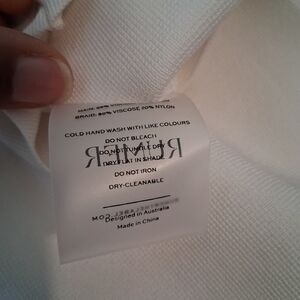 BRAID: 80% VISCOSE 20% NYLON
COLD HAND WASH WITH LIKE COLOURS
DO NOT BLEACH
DO NOT TUMBLE DRY
DRY FLAT IN SHADE
DO NOT IRON
DRY-CLEANABLE
RUMER
Designed in Australia
Made in China